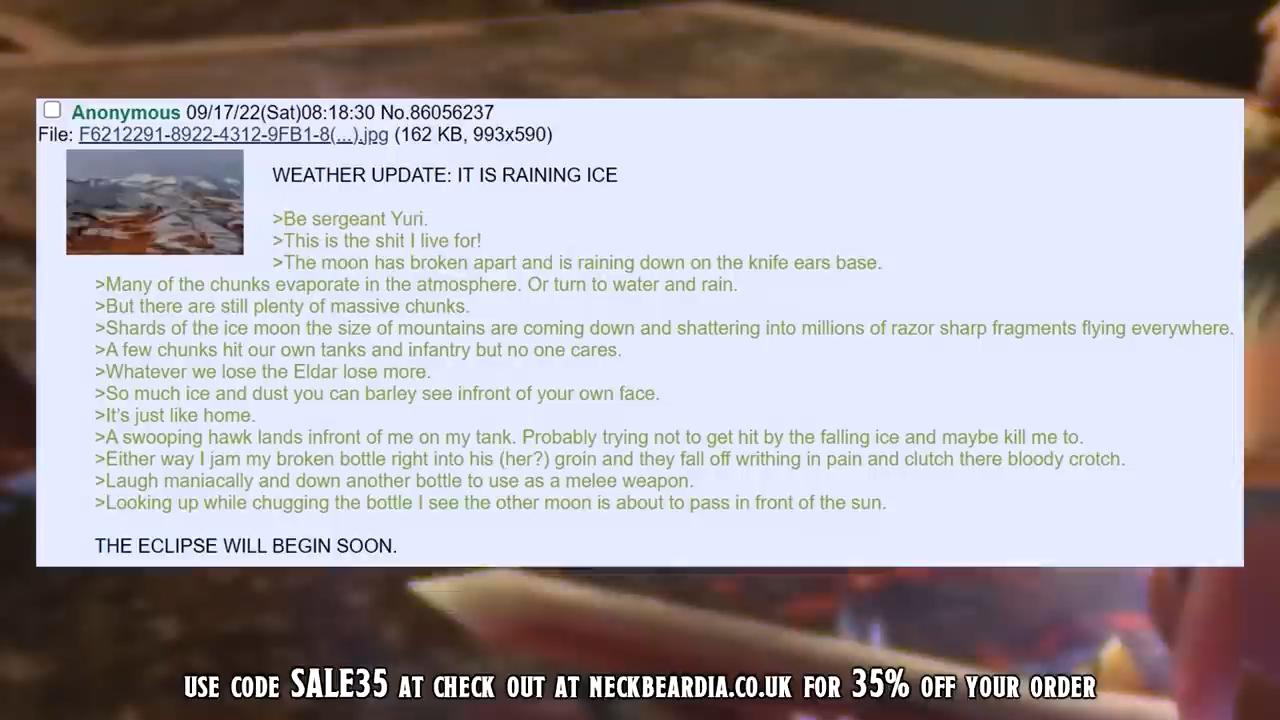 Anonymous 09/17/22(Sat)08:18:30 No.86056237
File: F6212291-8922-4312-9FB1-8(...).jpg (162 KB, 993x590)
WEATHER UPDATE: IT IS RAINING ICE
>Be sergeant Yuri.
>This is the shit I live for!
>The moon has broken apart and is raining down on the knife ears base.
>Many of the chunks evaporate in the atmosphere. Or turn to water and rain.
>But there are still plenty of massive chunks.
>Shards of the ice moon the size of mountains are coming down and shattering into millions of razor sharp fragments flying everywhere.
>A few chunks hit our own tanks and infantry but no one cares.
>Whatever we lose the Eldar lose more.
>So much ice and dust you can barley see infront of your own face.
>It’s just like home.
>A swooping hawk lands infront of me on my tank. Probably trying not to get hit by the falling ice and maybe kill me to.
>Either way I jam my broken bottle right into his (her?) groin and they fall off writhing in pain and clutch there bloody crotch.
>Laugh maniacally and down another bottle to use as a melee weapon.
>Looking up while chugging the bottle I see the other moon is about to pass in front of the sun.
THE ECLIPSE WILL BEGIN SOON.
USE CODE SALE35 AT CHECK OUT AT NECKBEARDIA.CO.UK FOR 35% OFF YOUR ORDER